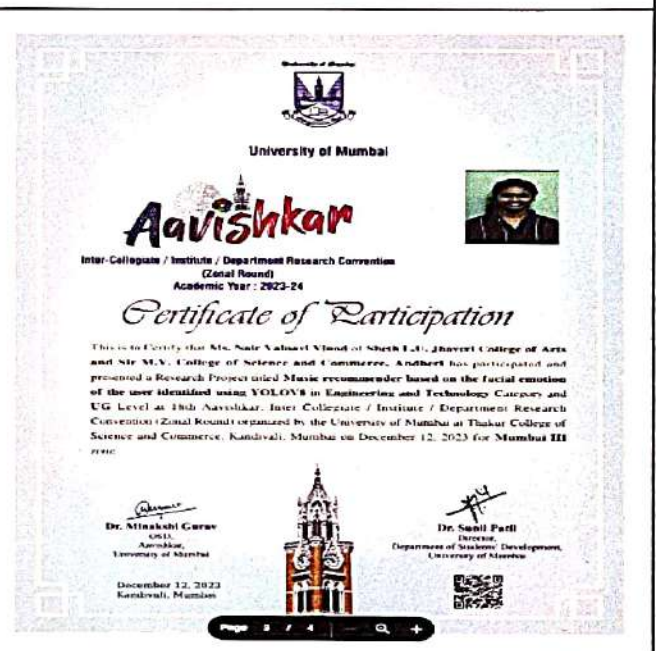 University of Mumbai
University of Mumbai
Aavishkar
Inter-Collegiate / Institute / Department Research Convention
(Zonal Round)
Academic Year : 2023-24
Certificate of Participation
This is to Certify that Ms. Nair Vaishnavi Vinod of Sheth L.U. Jhaveri College of Arts
and Sir M.V. College of Science and Commerce, Andheri has participated and
presented a Research Project titled Music recommender based on the facial emotion
of the user identified using YOLOV8 in Engineering and Technology Category and
UG Level at 18th Aavishkar, Inter Collegiate / Institute / Department Research
Convention (Zonal Round) organized by the University of Mumbai at Thakur College of
Science and Commerce, Kandivali, Mumbai on December 12, 2023 for Mumbai III
zone
Dr. Minakshi Gurav
OSD,
Aavishkar,
University of Mumbai
Dr. Sunil Patil
Director,
Department of Students' Development,
University of Mumbai
December 12, 2023
Kandivali, Mumbai
Page 3 / 4